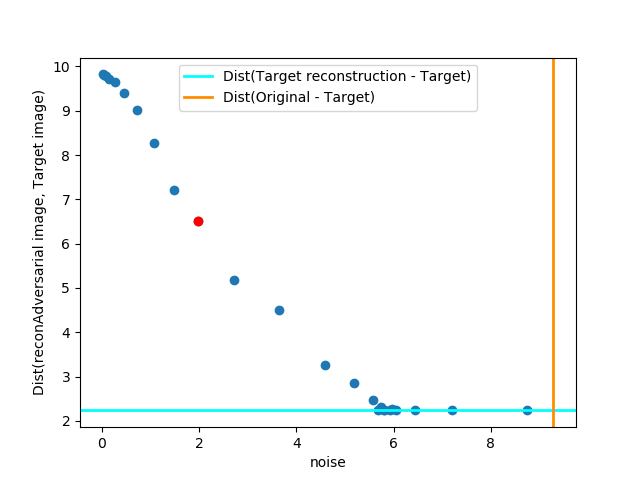 Dist(Target reconstruction - Target)
Dist(Original - Target)
Dist(reconAdversarial image, Target image)
10
9
8
7
6
5
4
3
2
0 2 4 6 8
noise